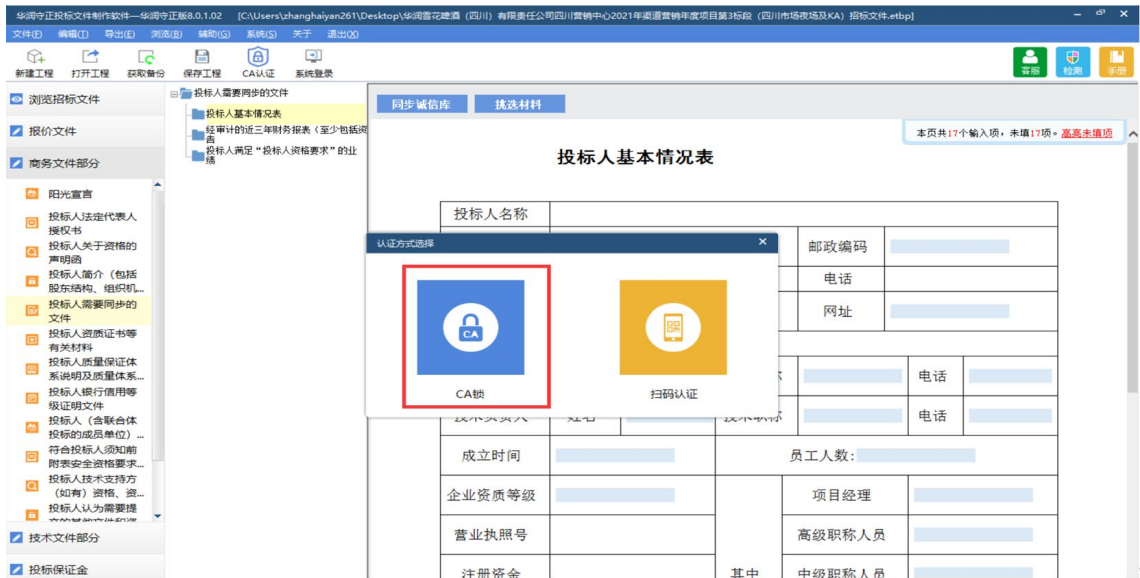 华润守正投标文件制作软件—华润守正版8.0.1.02 [C:\Users\zhanghaiyan261\Desktop\华润雪花啤酒（四川）有限责任公司四川营销中心2021年渠道营销年度项目第3标段（四川市场夜场及KA）招标文件.etbp]
文件(F) 编辑(T) 导出(E) 浏览(B) 辅助(G) 系统(S) 关于 退出(X)
新建工程 打开工程 获取备份 保存工程 CA认证 系统登录 客服 检测 手册
浏览招标文件
报价文件
商务文件部分
阳光宣言
投标人法定代表人
授权书
投标人关于资格的
声明函
投标人简介（包括
股东结构、组织机...
投标人需要同步的
文件
投标人资质证书等
有关材料
投标人质量保证体
系说明及质量体系...
投标人银行信用等
级证明文件
投标人（含联合体
投标的成员单位）...
符合投标人须知前
附表安全资格要求...
投标人技术支持方
（如有）资格、资...
投标人认为需要提
技术文件部分
投标保证金
投标人需要同步的文件
投标人基本情况表
经审计的近三年财务报表（至少包括资
告
投标人满足“投标人资格要求”的业
绩
同步诚信库 挑选材料
本页共17个输入项，未填17项。高亮未填项
投标人基本情况表
投标人名称
邮政编码
电话
网址
认证方式选择
CA
CA锁
扫码认证
电话
技术负责人 姓名 技术职称 电话
成立时间 员工人数:
企业资质等级 项目经理
营业执照号 高级职称人员
注册资金 其中 中级职称人员